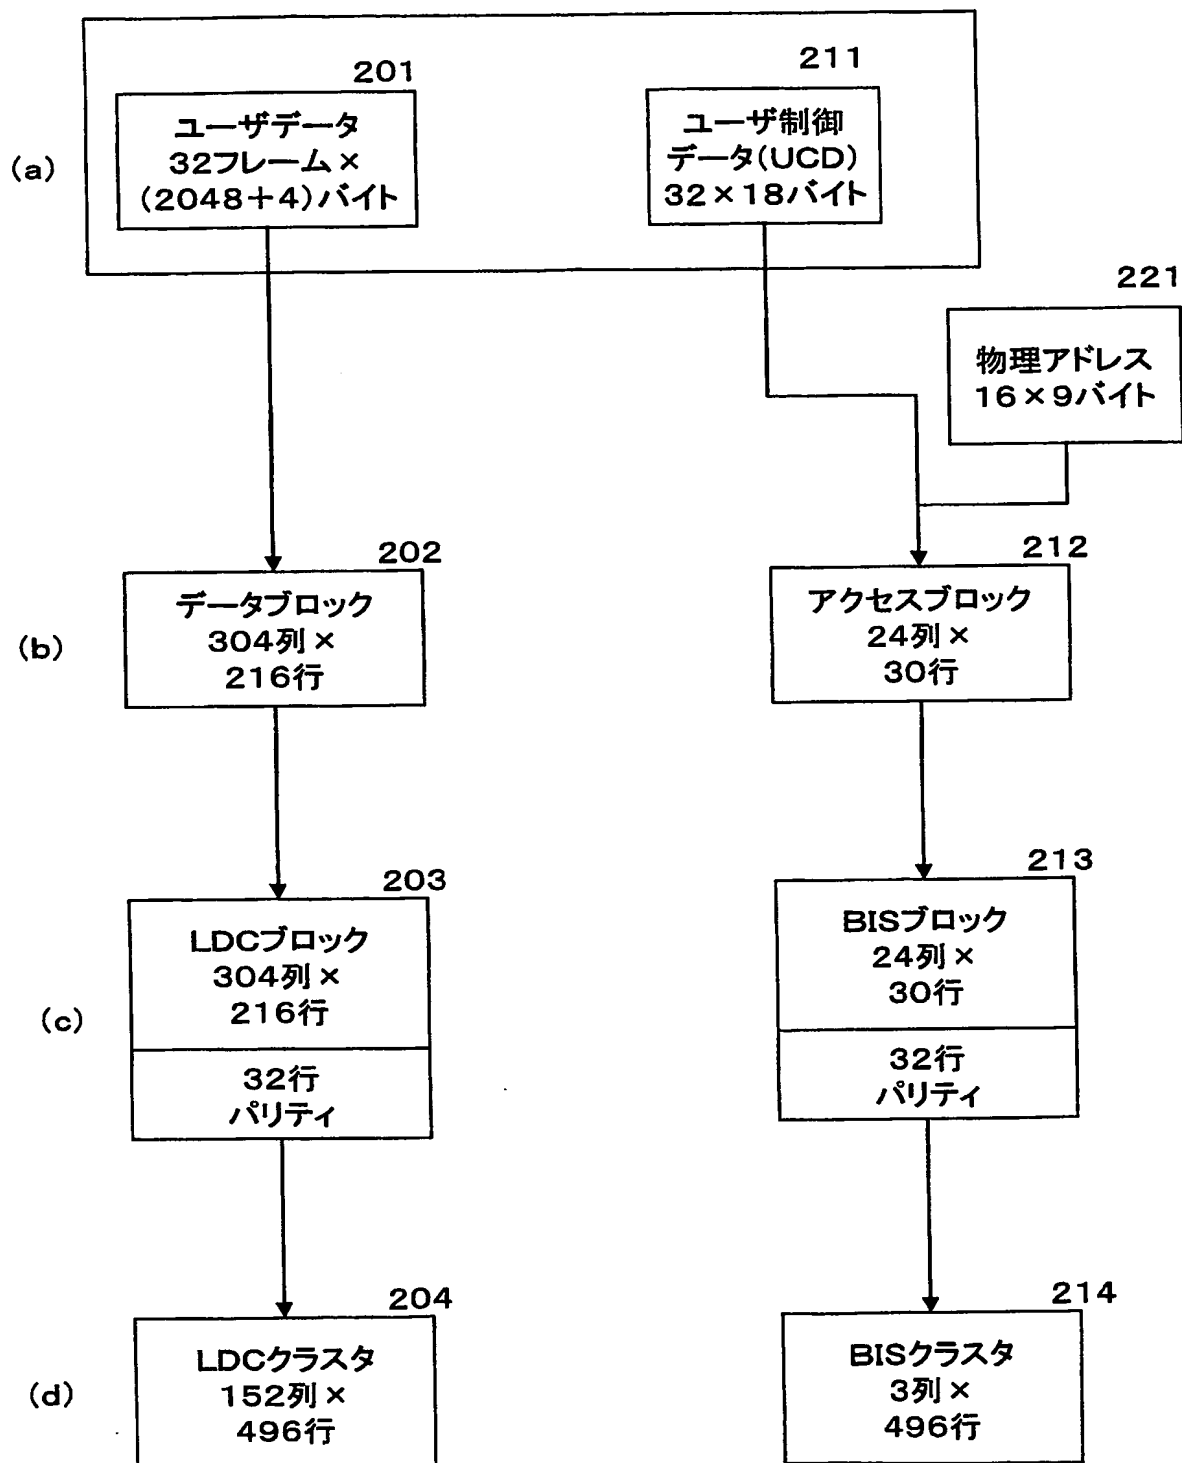 (a)
201
ユーザデータ
32フレーム×
(2048+4)バイト
211
ユーザ制御
データ(UCD)
32×18バイト
221
物理アドレス
16×9バイト
(b)
202
データブロック
304列×
216行
212
アクセスブロック
24列×
30行
(c)
203
LDCブロック
304列×
216行
32行
パリティ
213
BISブロック
24列×
30行
32行
パリティ
(d)
204
LDCクラスタ
152列×
496行
214
BISクラスタ
3列×
496行